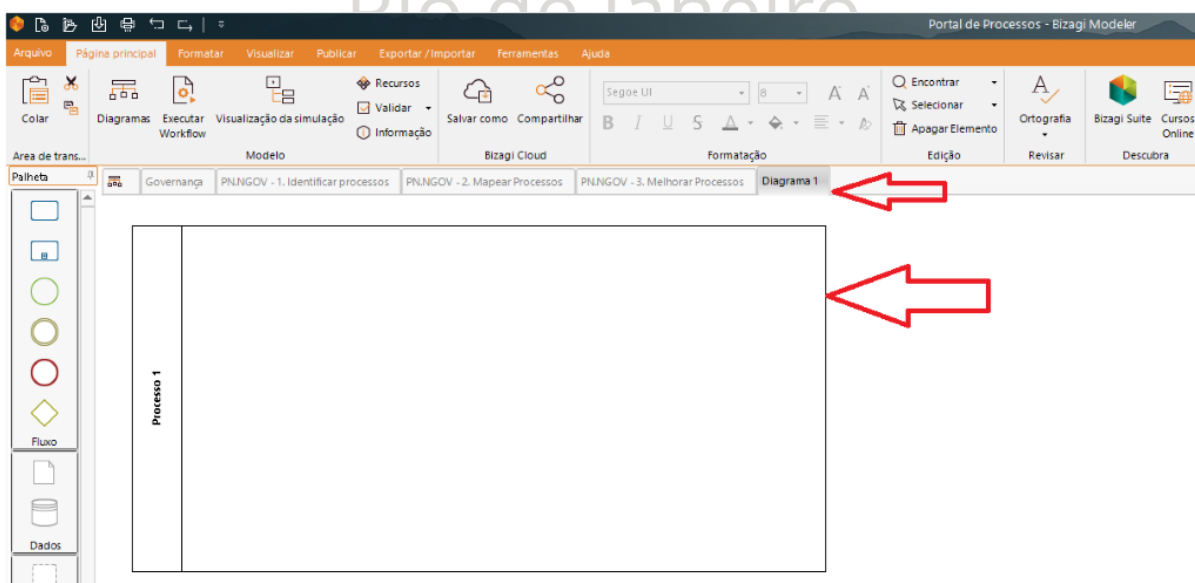 Rio de Janeiro
Portal de Processos - Bizagi Modeler
Arquivo Página principal Formatar Visualizar Publicar Exportar / Importar Ferramentas Ajuda
Colar
Diagramas
Executar Workflow
Visualização da simulação
Recursos
Validar
Informação
Salvar como
Compartilhar
Segoe UI 8
B I U S A
Encontrar
Selecionar
Apagar Elemento
Ortografia
Bizagi Suite
Cursos Online
Area de trans... Modelo Bizagi Cloud Formatação Edição Revisar Descubra
Palheta
Governança PN.NGOV - 1. Identificar processos PN.NGOV - 2. Mapear Processos PN.NGOV - 3. Melhorar Processos Diagrama 1
Processo 1
Fluxo
Dados